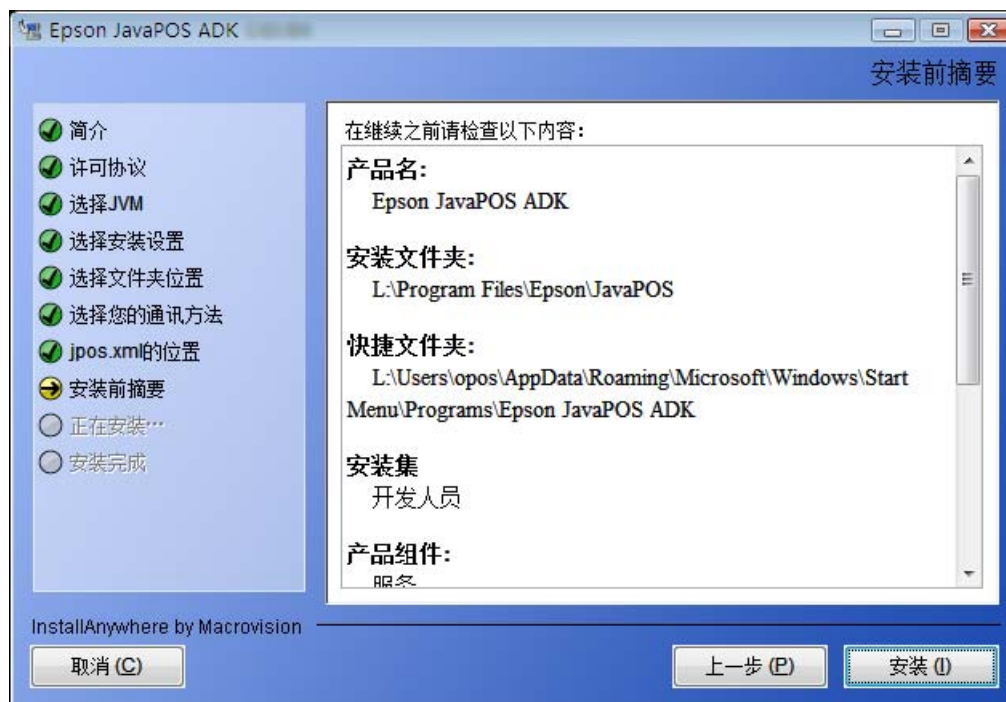 Epson JavaPOS ADK
安装前摘要
简介
许可协议
选择JVM
选择安装设置
选择文件夹位置
选择您的通讯方法
jpos.xml的位置
安装前摘要
正在安装…
安装完成
在继续之前请检查以下内容:
产品名:
Epson JavaPOS ADK
安装文件夹:
L:\Program Files\Epson\JavaPOS
快捷文件夹:
L:\Users\opos\AppData\Roaming\Microsoft\Windows\Start
Menu\Programs\Epson JavaPOS ADK
安装集
开发人员
产品组件:
服务
InstallAnywhere by Macrovision
取消 (C)
上一步 (P)
安装 (I)